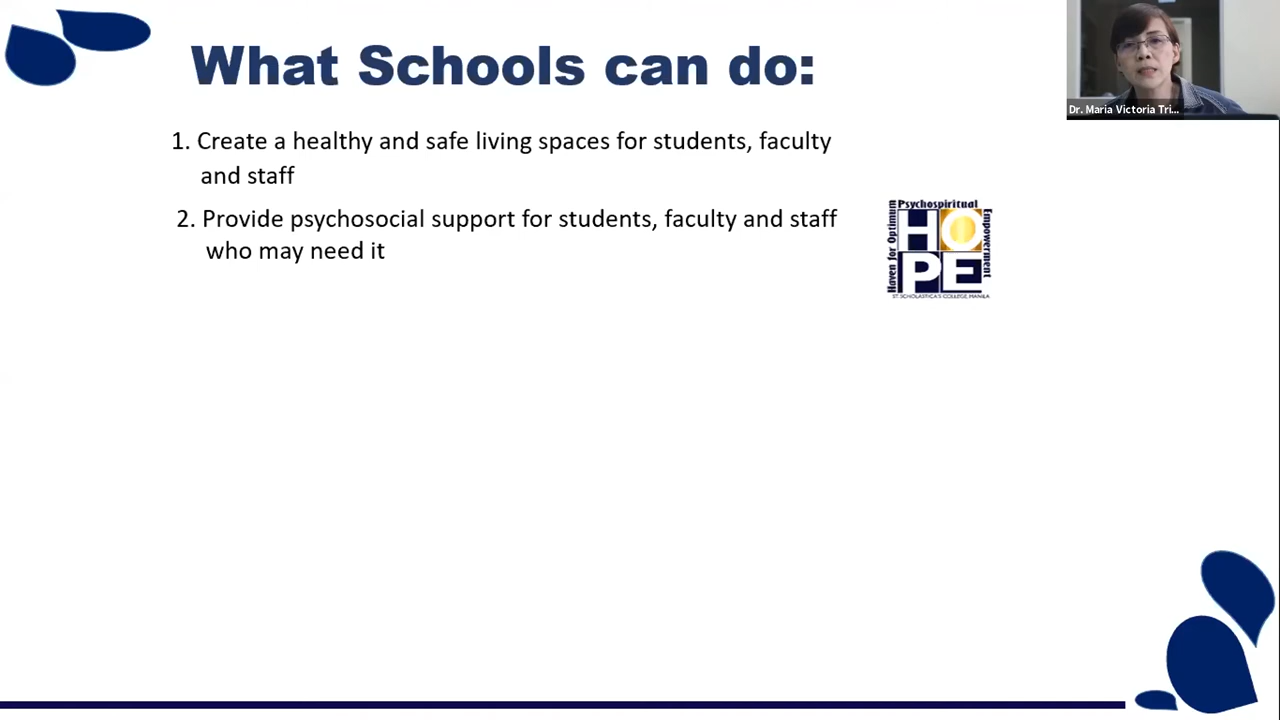 What Schools can do:
Dr. Maria Victoria Tri...
1. Create a healthy and safe living spaces for students, faculty
and staff
2. Provide psychosocial support for students, faculty and staff
who may need it
Haven for Optimum
Psychospiritual
Empowerment
HOPE
ST. SCHOLASTICA'S COLLEGE, MANILA